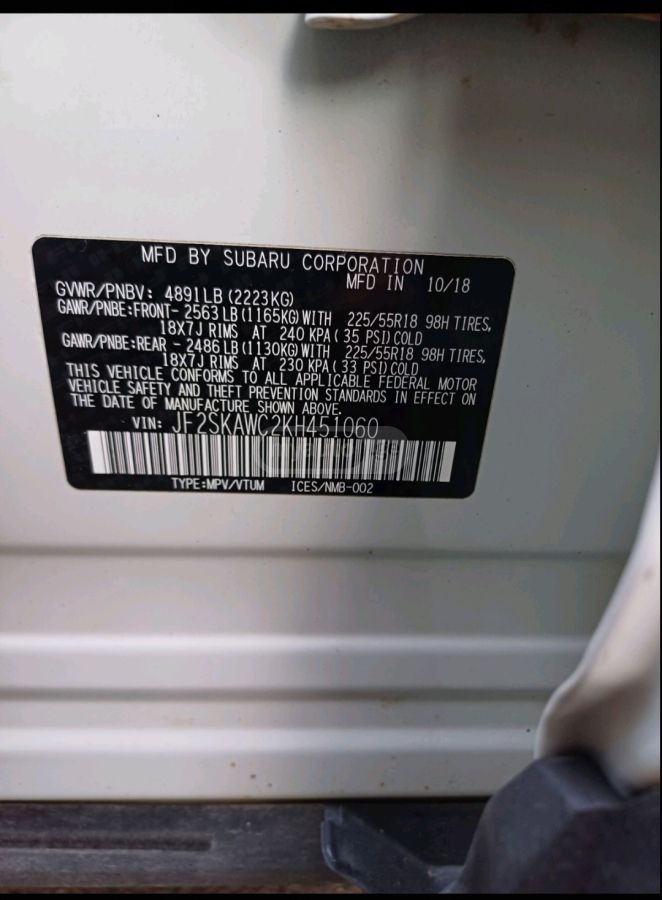 MFD BY SUBARU CORPORATION
MFD IN 10/18
GVWR/PNBV: 4891LB(2223KG)
GAWR/PNBE:FRONT- 2563LB(1165KG)WITH 225/55R18 98H TIRES,
18X7J RIMS AT 240 KPA(35 PSI)COLD
GAWR/PNBE:REAR - 2486LB(1130KG)WITH 225/55R18 98H TIRES,
18X7J RIMS AT 230 KPA(33 PSI)COLD
THIS VEHICLE CONFORMS TO ALL APPLICABLE FEDERAL MOTOR
VEHICLE SAFETY AND THEFT PREVENTION STANDARDS IN EFFECT ON
THE DATE OF MANUFACTURE SHOWN ABOVE.
VIN: JF2SKAWC2KH451060
TYPE:MPV/VTUM ICES/NMB-002